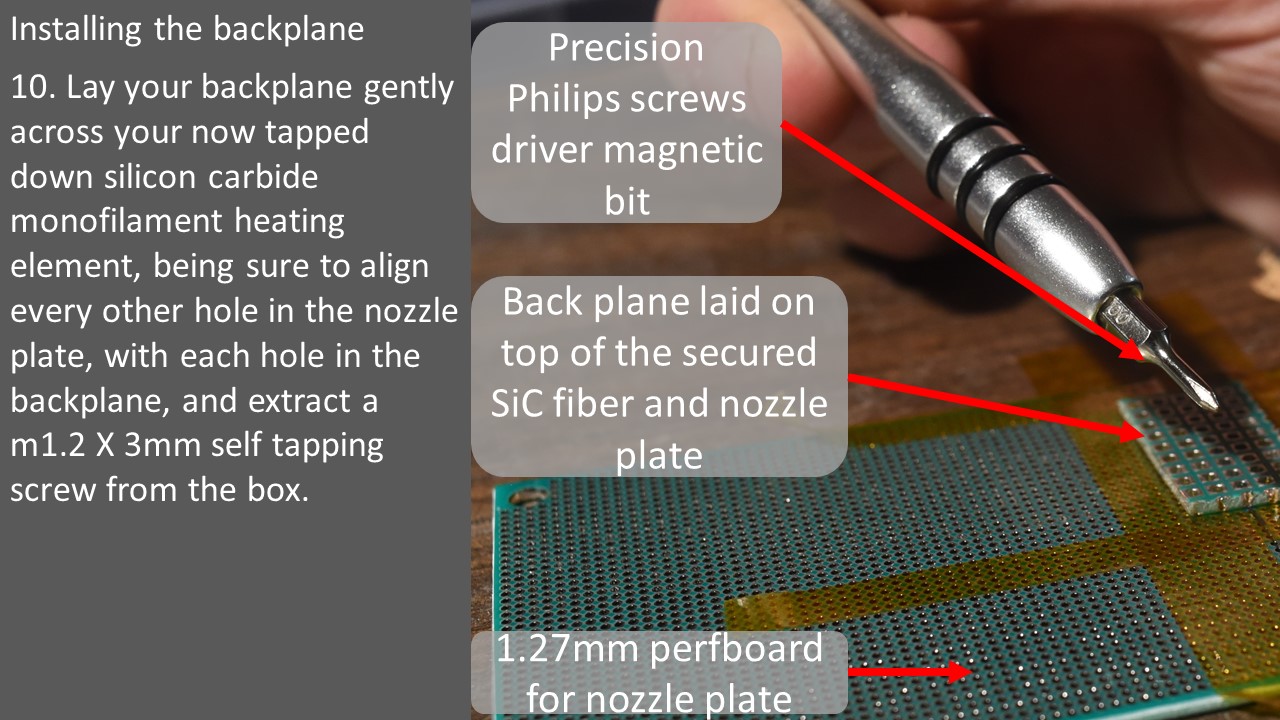 Installing the backplane
10. Lay your backplane gently
across your now tapped
down silicon carbide
monofilament heating
element, being sure to align
every other hole in the nozzle
plate, with each hole in the
backplane, and extract a
m1.2 X 3mm self tapping
screw from the box.
Precision
Philips screws
driver magnetic
bit
Back plane laid on
top of the secured
SiC fiber and nozzle
plate
1.27mm perfboard
for nozzle plate
00